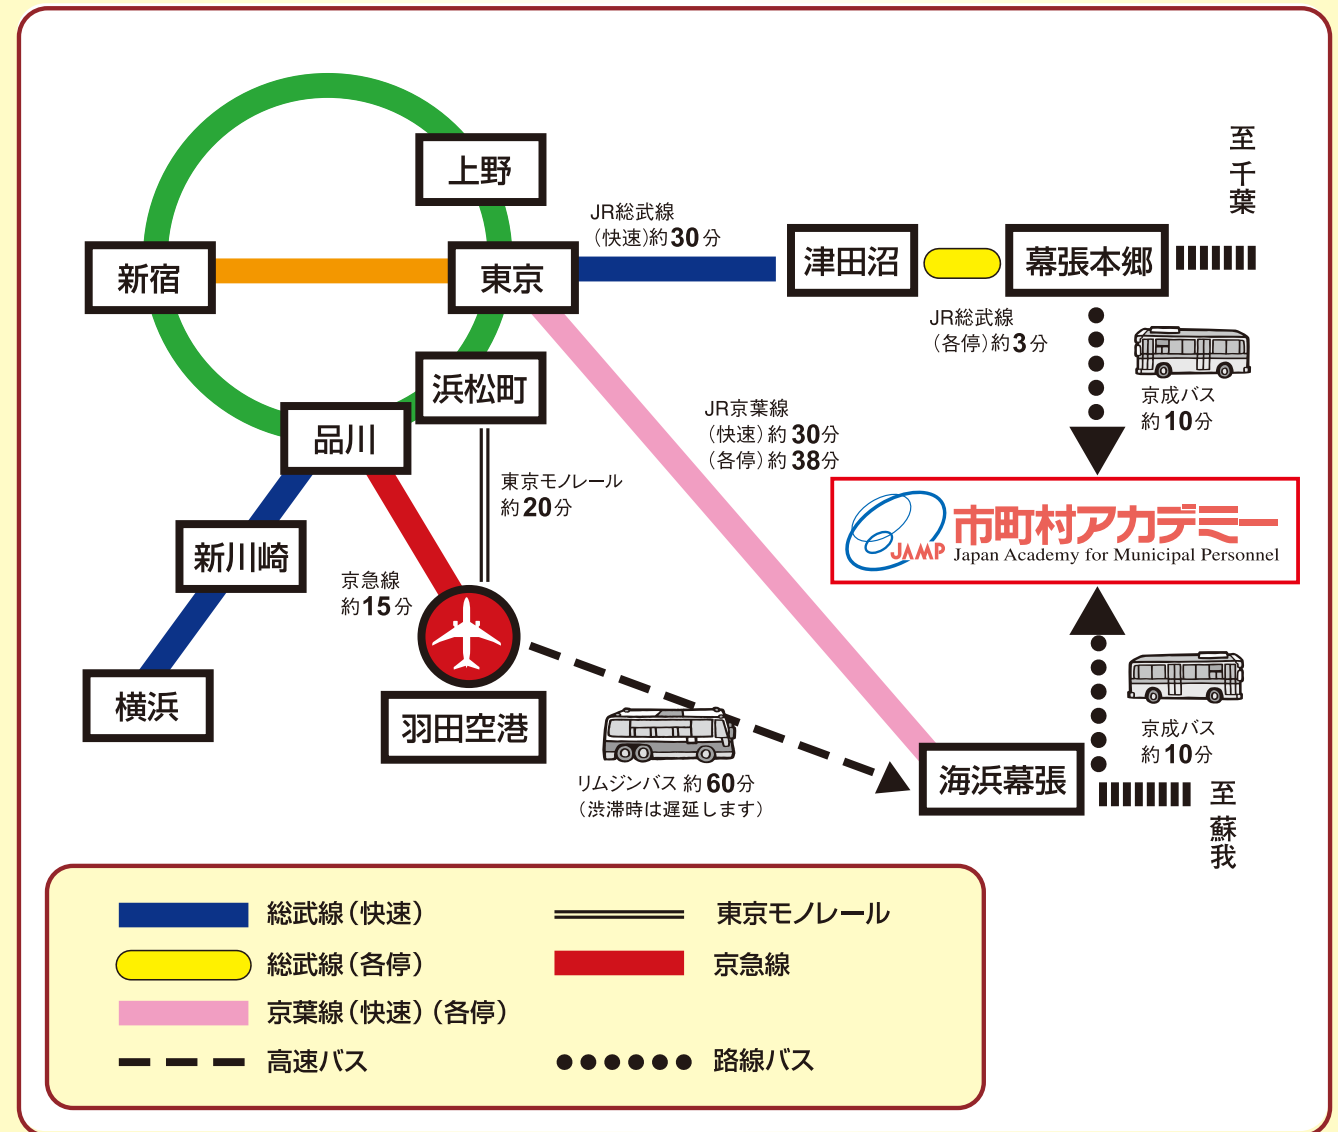 至千葉
上野
JR総武線
(快速)約30分
新宿
東京
津田沼
幕張本郷
JR総武線
(各停)約3分
浜松町
京成バス
約10分
JR京葉線
(快速)約30分
(各停)約38分
品川
東京モノレール
約20分
JAMP
市町村アカデミー
Japan Academy for Municipal Personnel
新川崎
京急線
約15分
横浜
羽田空港
リムジンバス 約60分
(渋滞時は遅延します)
京成バス
約10分
海浜幕張
至蘇我
総武線(快速)
東京モノレール
総武線(各停)
京急線
京葉線(快速)(各停)
高速バス
路線バス